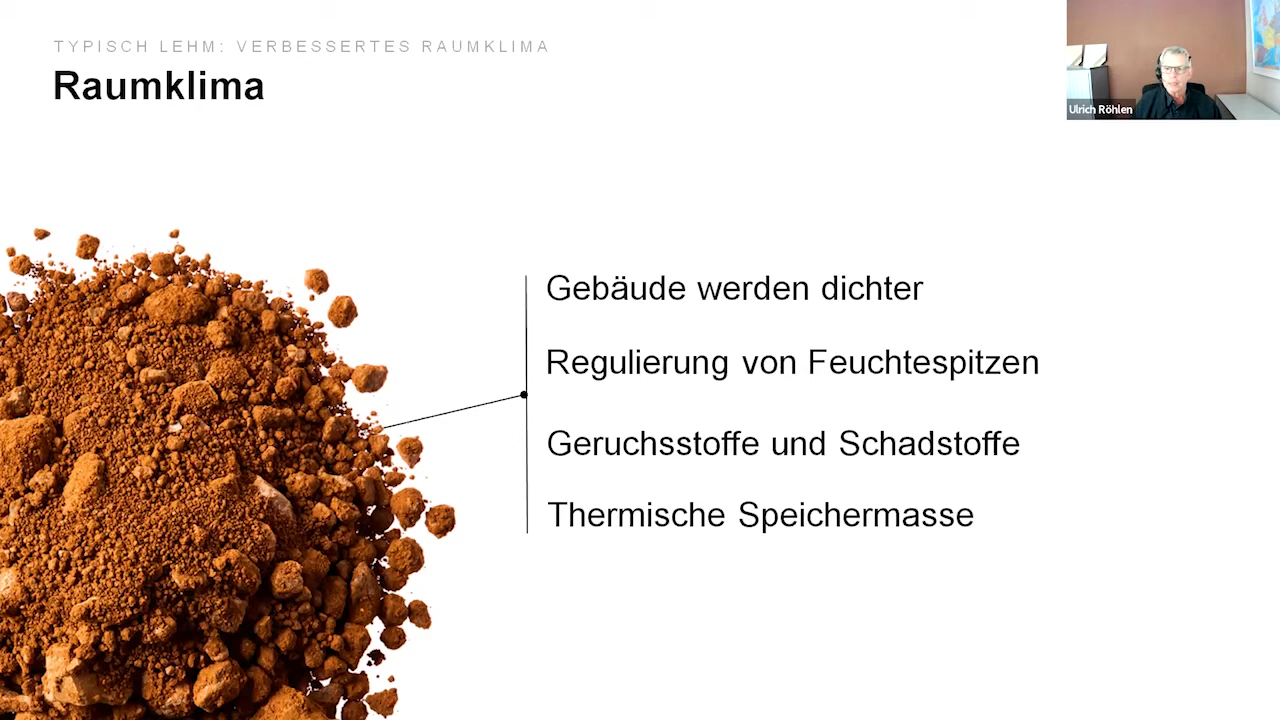 TYPISCH LEHM: VERBESSERTES RAUMKLIMA
Raumklima
Ulrich Röhlen
Gebäude werden dichter
Regulierung von Feuchtespitzen
Geruchsstoffe und Schadstoffe
Thermische Speichermasse